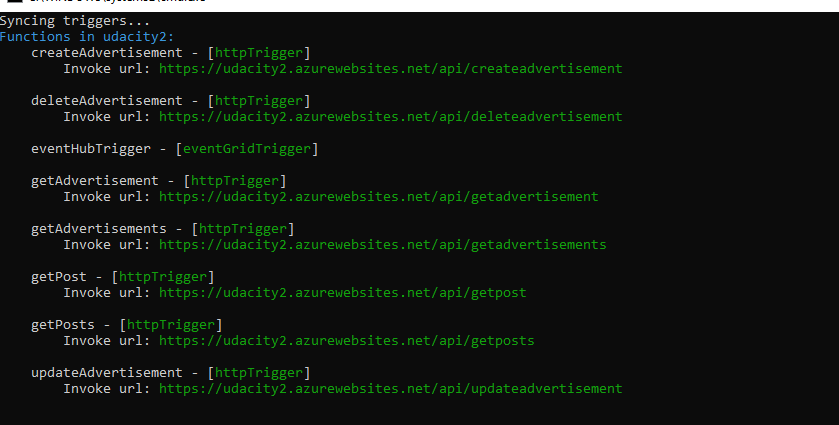 Syncing triggers...
Functions in udacity2:
createAdvertisement - [httpTrigger]
Invoke url: https://udacity2.azurewebsites.net/api/createadvertisement
deleteAdvertisement - [httpTrigger]
Invoke url: https://udacity2.azurewebsites.net/api/deleteadvertisement
eventHubTrigger - [eventGridTrigger]
getAdvertisement - [httpTrigger]
Invoke url: https://udacity2.azurewebsites.net/api/getadvertisement
getAdvertisements - [httpTrigger]
Invoke url: https://udacity2.azurewebsites.net/api/getadvertisements
getPost - [httpTrigger]
Invoke url: https://udacity2.azurewebsites.net/api/getpost
getPosts - [httpTrigger]
Invoke url: https://udacity2.azurewebsites.net/api/getposts
updateAdvertisement - [httpTrigger]
Invoke url: https://udacity2.azurewebsites.net/api/updateadvertisement